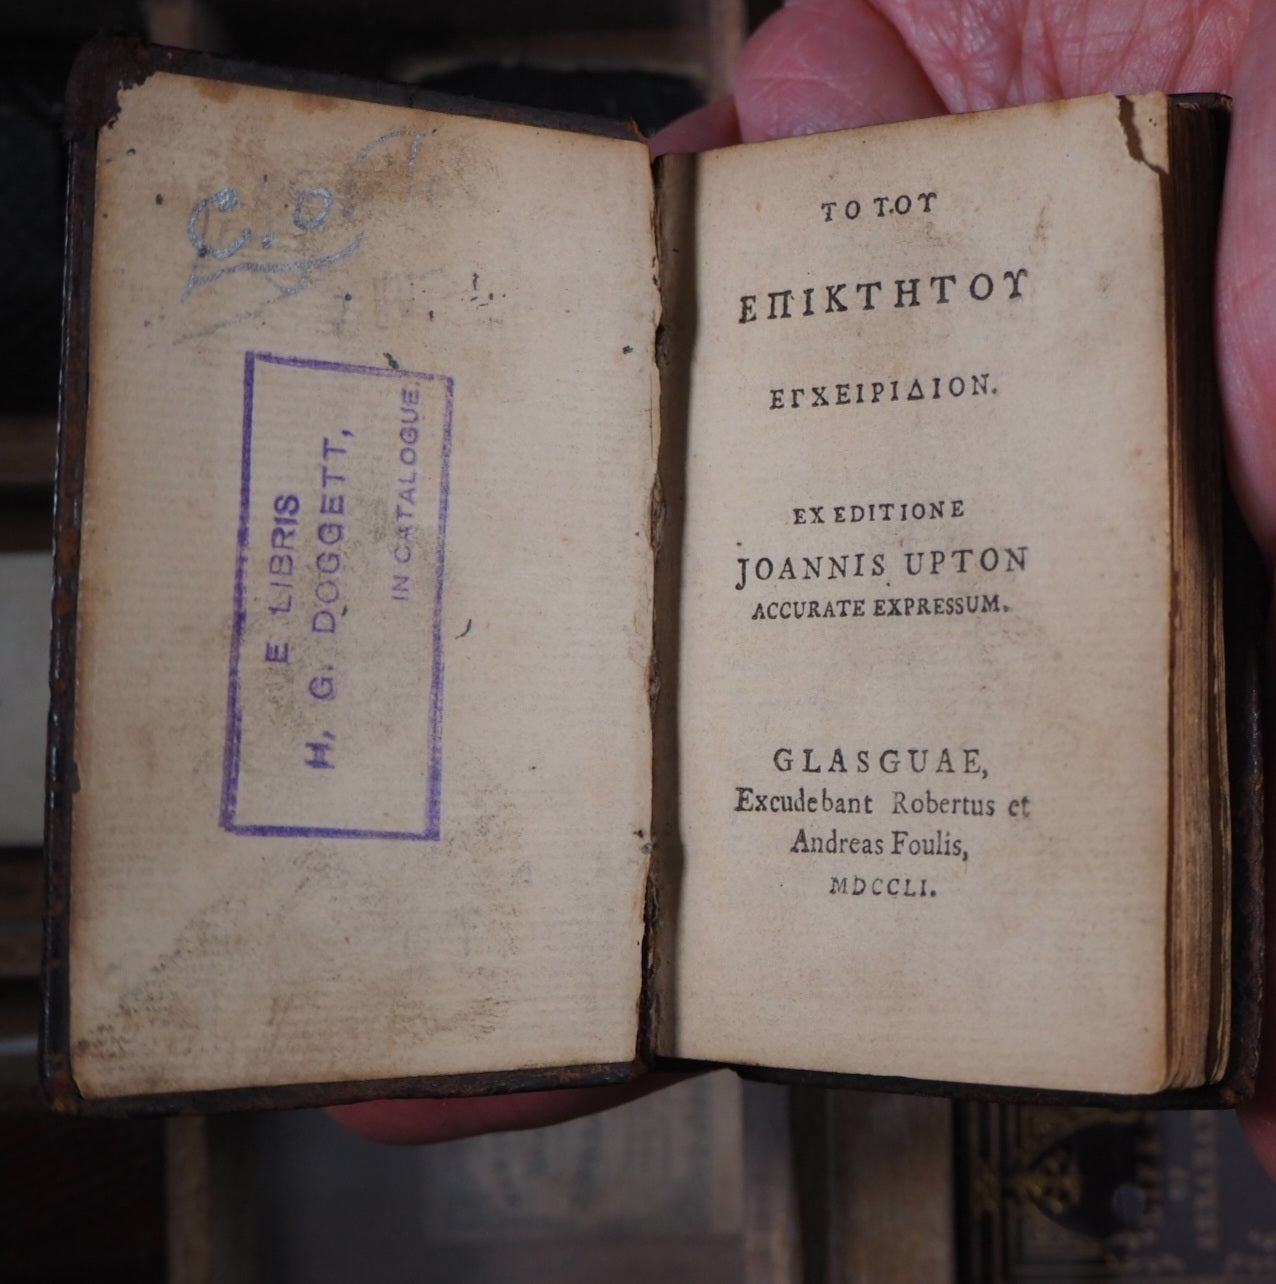 C.O.
E LIBRIS
H. G. DOGGETT,
IN CATALOGUE.
ΤΟ Τ.ΟΥ
ΕΠΙΚΤΗΤΟΥ
ΕΓΧΕΙΡΙΔΙΟΝ.
EX EDITIONE
JOANNIS UPTON
ACCURATE EXPRESSUM.
GLASGUAE,
Excudebant Robertus et
Andreas Foulis,
MDCCLI.